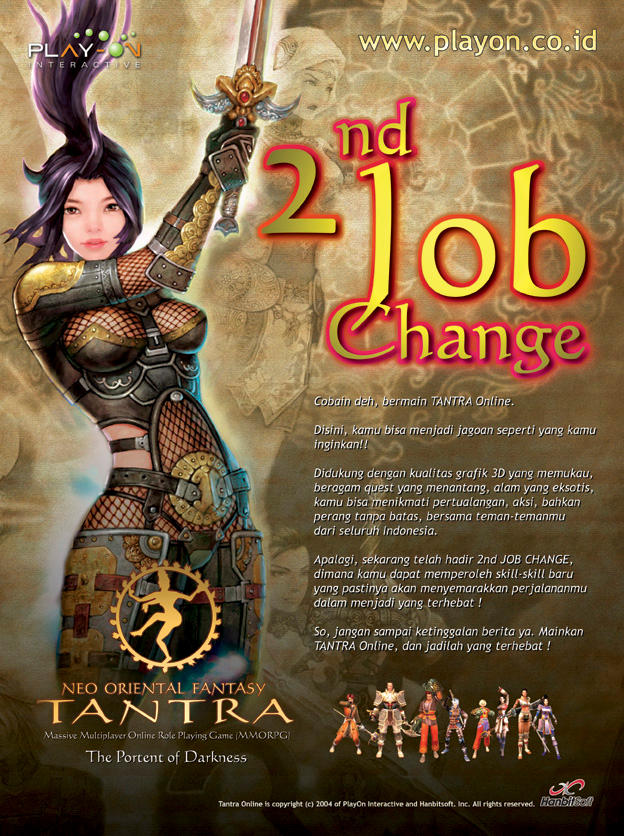 PLAY-ON
INTERACTIVE
www.playon.co.id
2nd
Job
Change
Cobain deh, bermain TANTRA Online.
Disini, kamu bisa menjadi jagoan seperti yang kamu
inginkan!!
Didukung dengan kualitas grafik 3D yang memukau,
beragam quest yang menantang, alam yang eksotis,
kamu bisa menikmati pertualangan, aksi, bahkan
perang tanpa batas, bersama teman-temanmu
dari seluruh Indonesia.
Apalagi, sekarang telah hadir 2nd JOB CHANGE,
dimana kamu dapat memperoleh skill-skill baru
yang pastinya akan menyemarakkan perjalananmu
dalam menjadi yang terhebat !
So, jangan sampai ketinggalan berita ya. Mainkan
TANTRA Online, dan jadilah yang terhebat !
NEO ORIENTAL FANTASY
TANTRA
Massive Multiplayer Online Role Playing Game (MMORPG)
The Portent of Darkness
Tantra Online is copyright (c) 2004 of PlayOn Interactive and Hanbitsoft, Inc. All rights reserved.
HanbitSoft